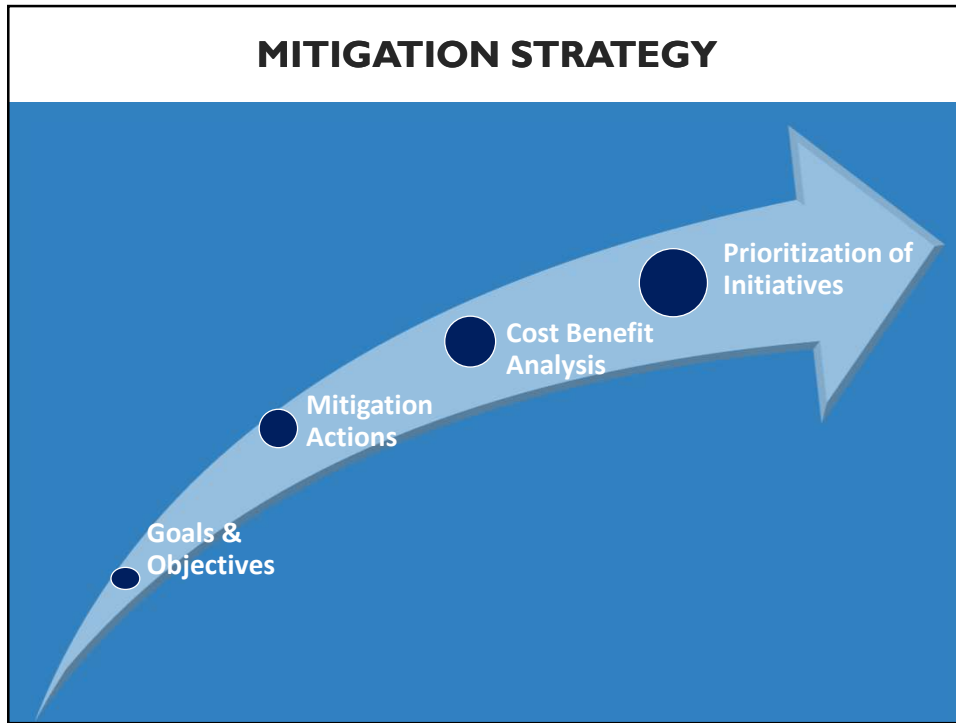 MITIGATION STRATEGY
Prioritization of
Initiatives
Cost Benefit
Analysis
Mitigation
Actions
Goals &
Objectives